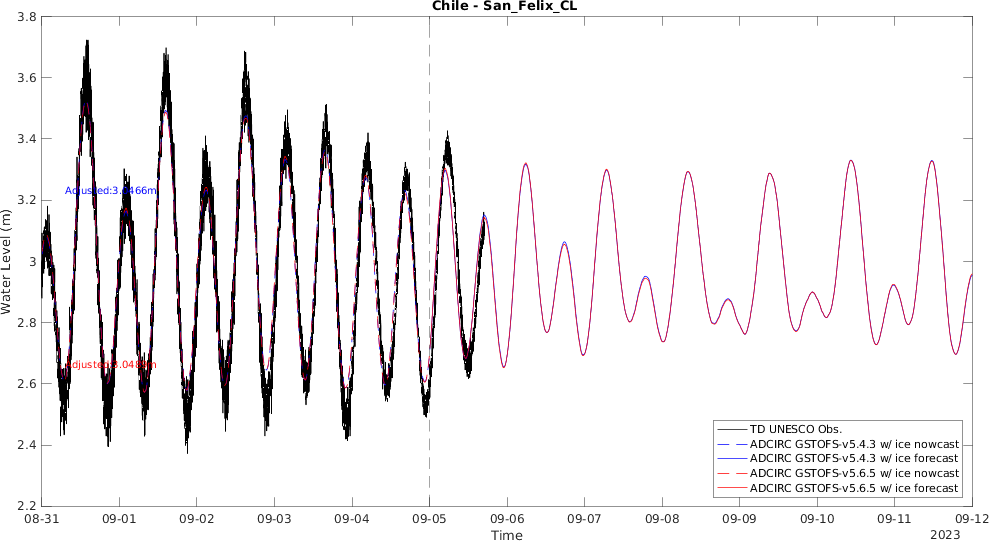 Chile - San_Felix_CL
3.8
3.6
3.4
3.2
3
2.8
2.6
2.4
2.2
Water Level (m)
08-31
09-01
09-02
09-03
09-04
09-05
09-06
09-07
09-08
09-09
09-10
09-11
09-12
Time
2023
TD UNESCO Obs.
ADCIRC GSTOFS-v5.4.3 w/ ice nowcast
ADCIRC GSTOFS-v5.4.3 w/ ice forecast
ADCIRC GSTOFS-v5.6.5 w/ ice nowcast
ADCIRC GSTOFS-v5.6.5 w/ ice forecast